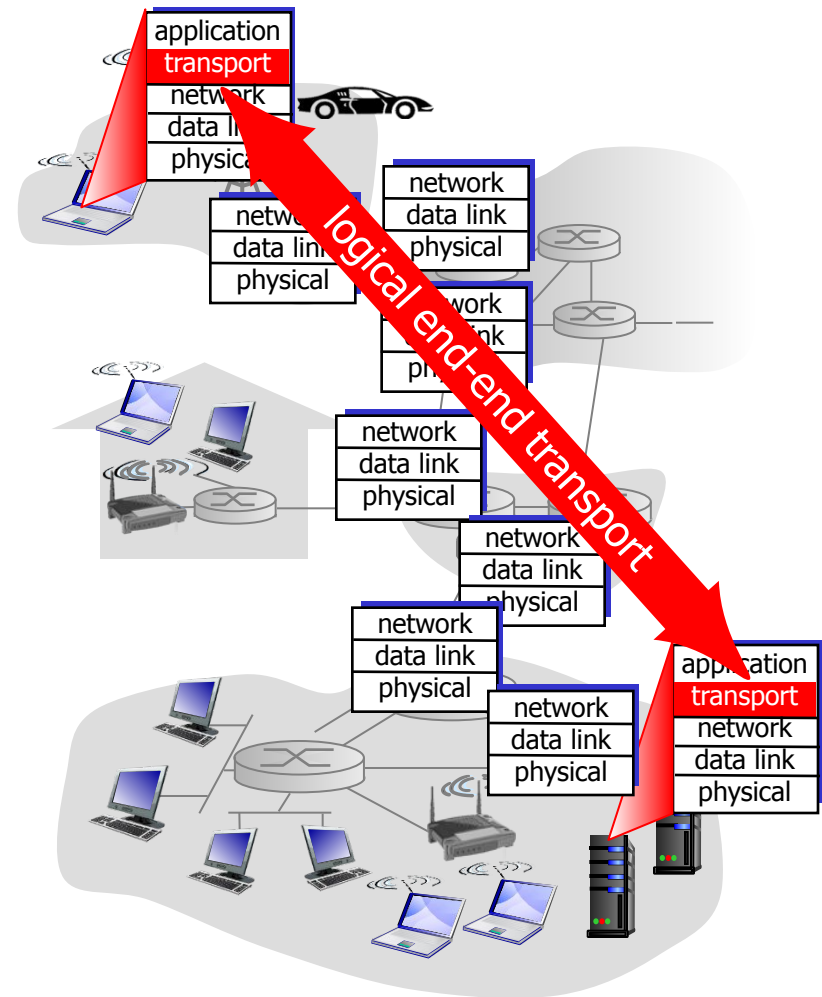 application
transport
network
data link
physical
network
data link
physical
network
data link
physical
network
logical end-end transport
network
data link
physical
network
data link
physical
network
data link
physical
network
data link
physical
application
transport
network
data link
physical